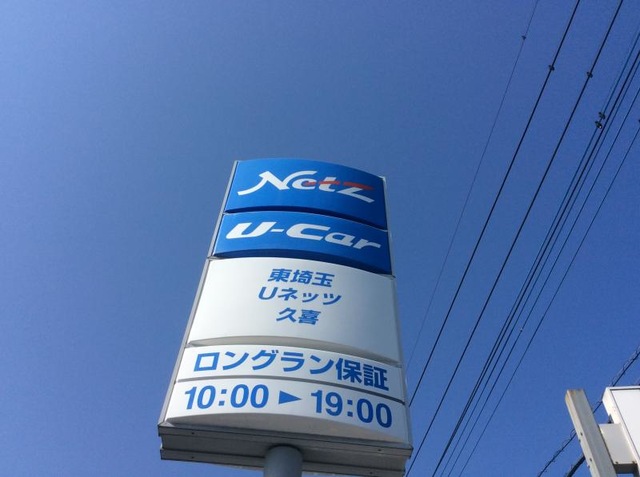 Netz
U-Car
東埼玉
Uネッツ
久喜
ロングラン保証
10:00 ► 19:00